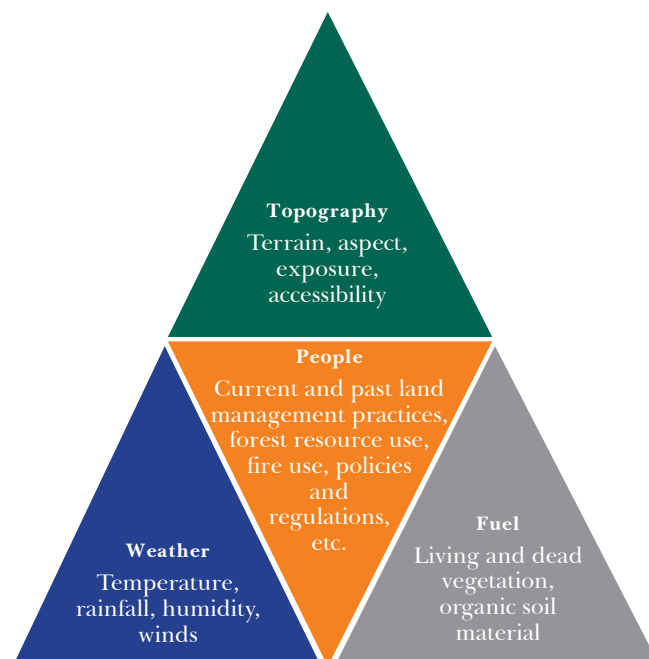 Topography
Terrain, aspect,
exposure,
accessibility
People
Current and past land
management practices,
forest resource use,
fire use, policies
and
regulations,
etc.
Weather
Temperature,
rainfall, humidity,
winds
Fuel
Living and dead
vegetation,
organic soil
material